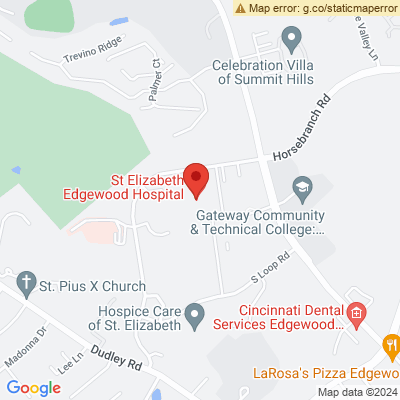 Map error: g.co/staticmaperror
Trevino Ridge
Palmer Ct
Celebration Villa
of Summit Hills
e Valley Ln
Horsebranch Rd
St Elizabeth
Edgewood Hospital
Gateway Community
& Technical College:...
S Loop Rd
St. Pius X Church
Hospice Care
of St. Elizabeth
Cincinnati Dental
Services Edgewood...
Madonna Dr
Lee Ln
Dudley Rd
LaRosa's Pizza Edgewo
Google
Map data ©2024